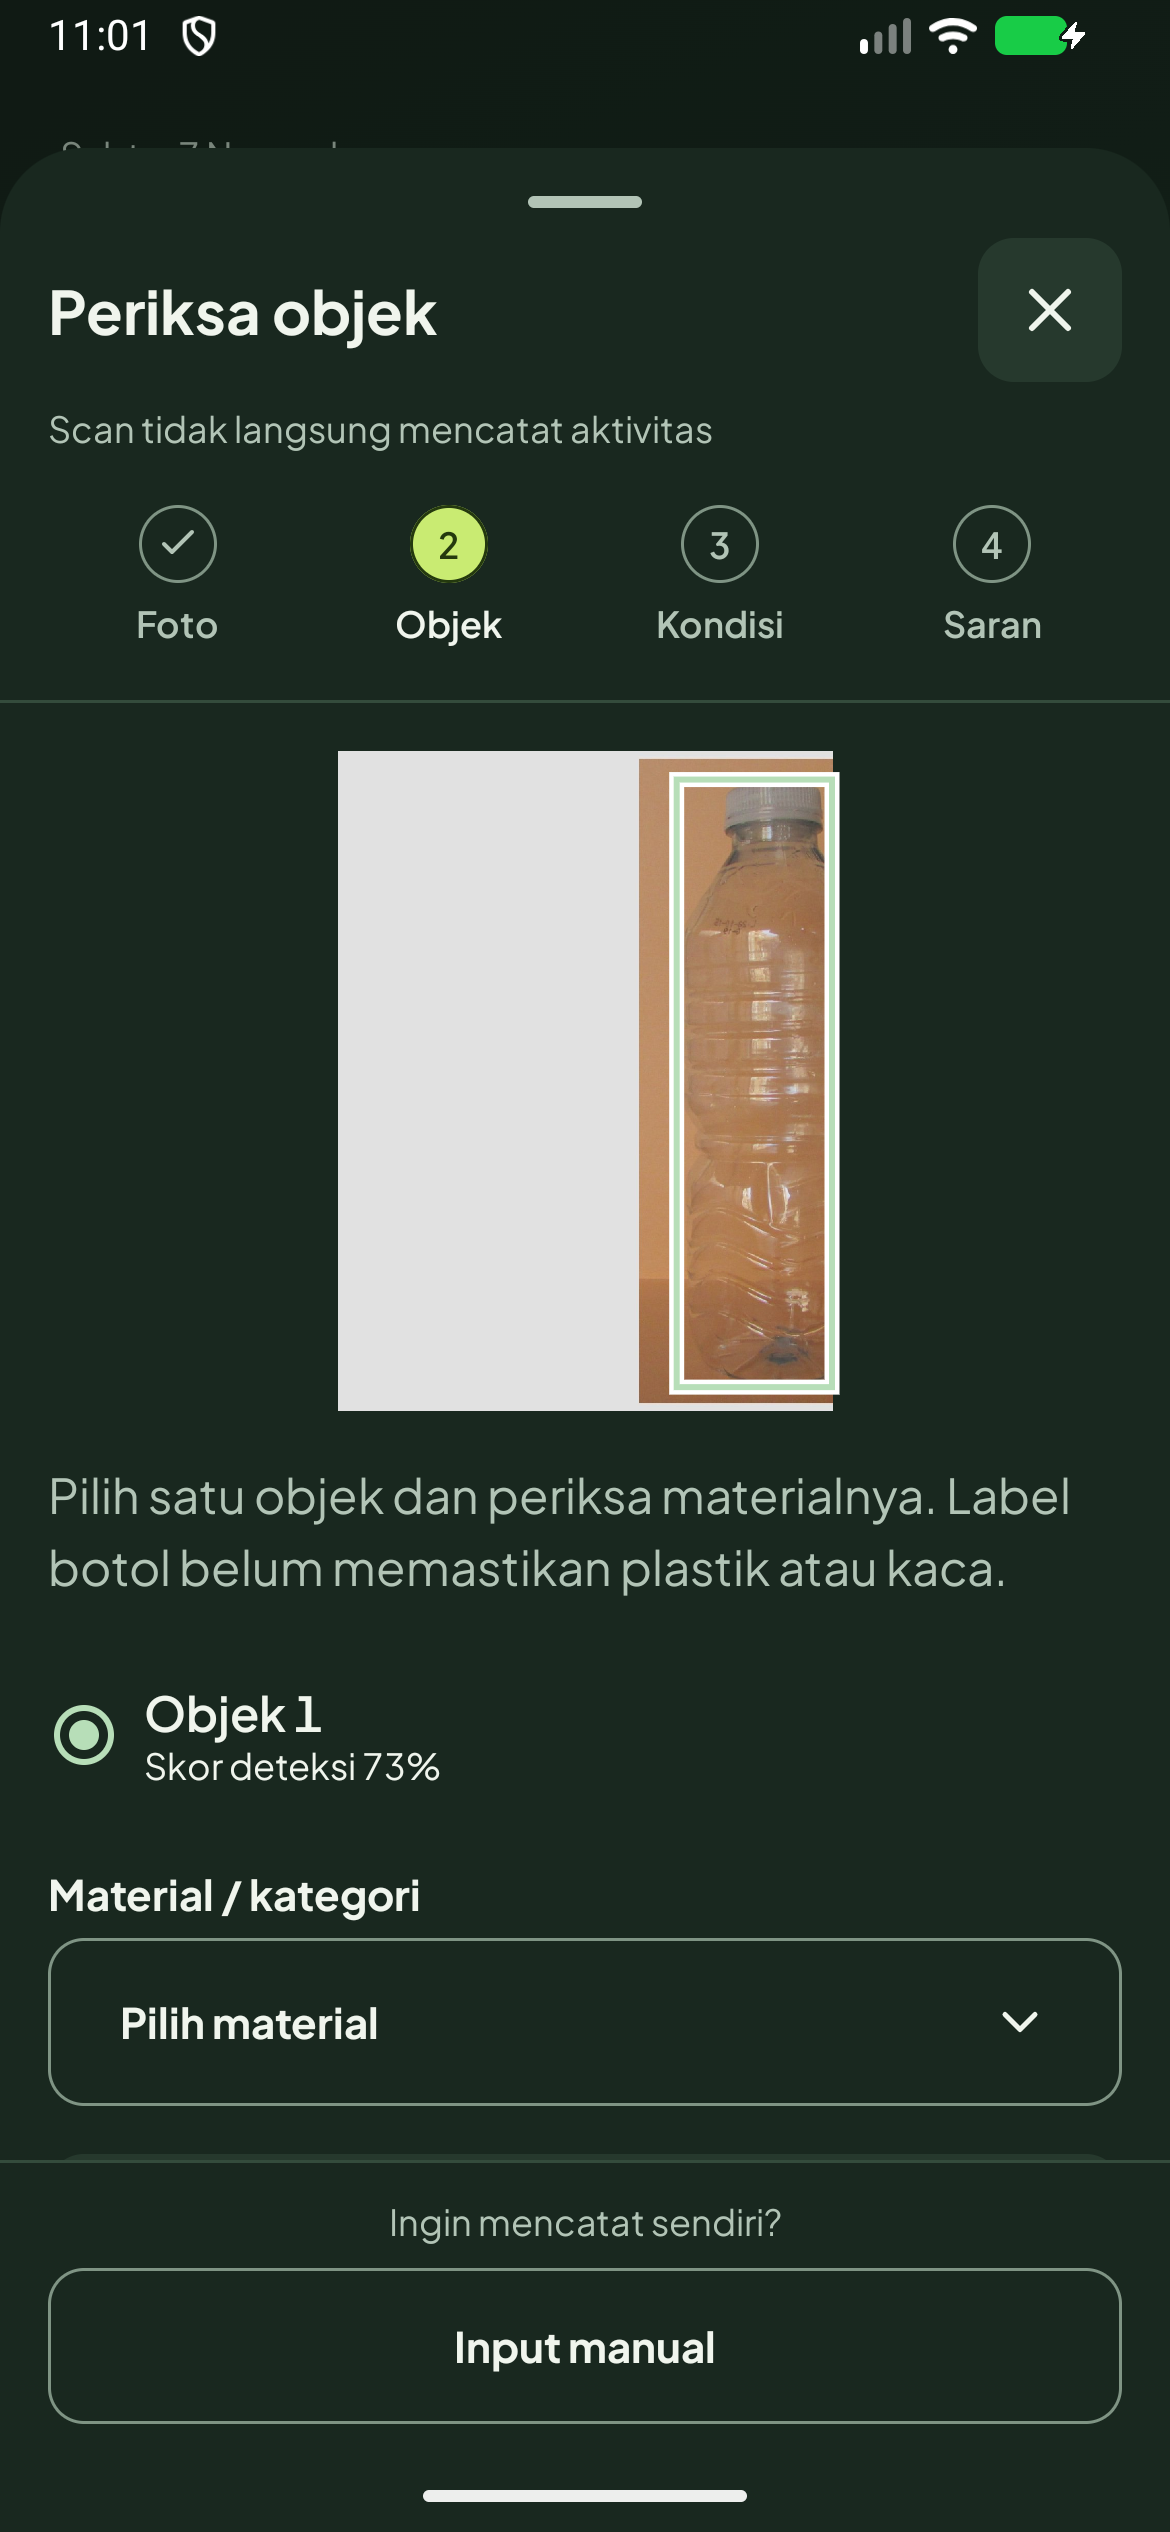 11:01
Periksa objek
Scan tidak langsung mencatat aktivitas
2
3
4
Foto
Objek
Kondisi
Saran
Pilih satu objek dan periksa materialnya. Label
botol belum memastikan plastik atau kaca.
Objek 1
Skor deteksi 73%
Material / kategori
Pilih material
Ingin mencatat sendiri?
Input manual